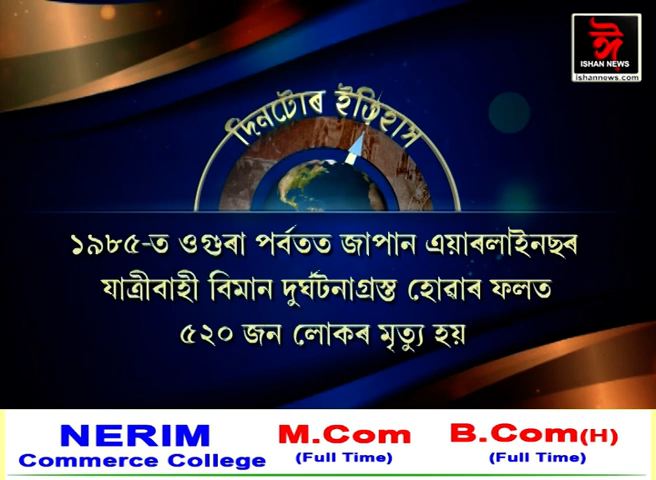 ঈ
ISHAN NEWS
ishannews.com
দিনটোৰ ইতিহাস
১৯৮৫-ত ওগুৰা পৰ্বতত জাপান এয়াৰলাইনছৰ
যাত্ৰীবাহী বিমান দুৰ্ঘটনাগ্ৰস্ত হোৱাৰ ফলত
৫২০ জন লোকৰ মৃত্যু হয়
NERIM M.Com B.Com(H)
Commerce College (Full Time) (Full Time)